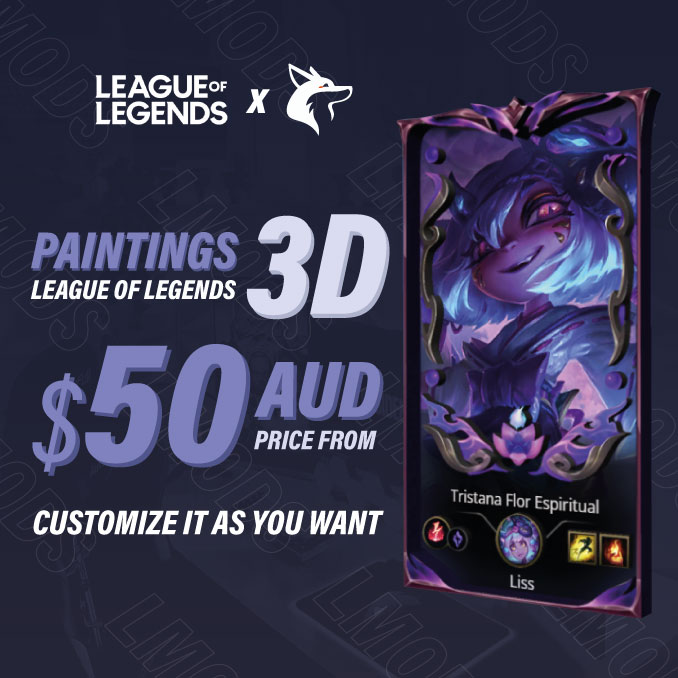 LMODS
LEAGUE OF
LEGENDS X
PAINTINGS
LEAGUE OF LEGENDS
3D
$50 AUD
PRICE FROM
CUSTOMIZE IT AS YOU WANT
Tristana Flor Espiritual
Liss